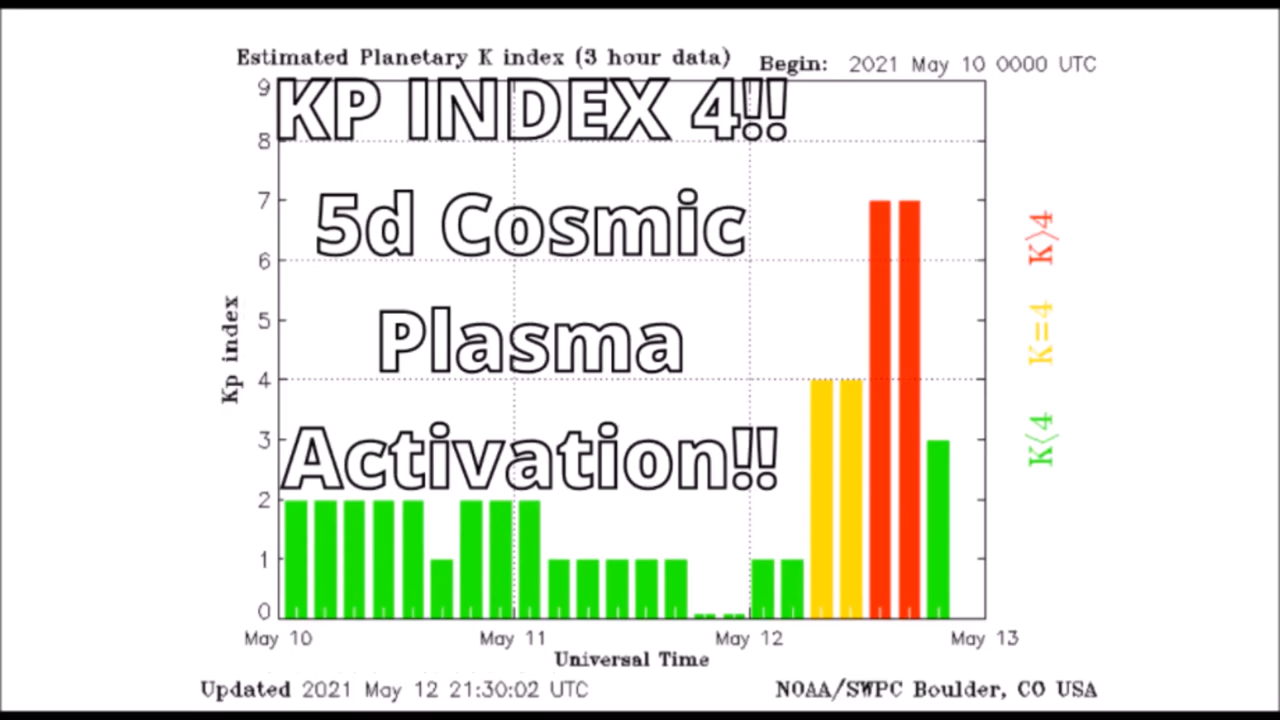 Estimated Planetary K index (3 hour data)
Begin: 2021 May 10 0000 UTC
KP INDEX 4!!
5d Cosmic
Plasma
Activation!!
Kp index
9
8
7
6
5
4
3
2
1
0
K>4
K=4
K<4
May 10
May 11
May 12
May 13
Universal Time
Updated 2021 May 12 21:30:02 UTC
NOAA/SWPC Boulder, CO USA